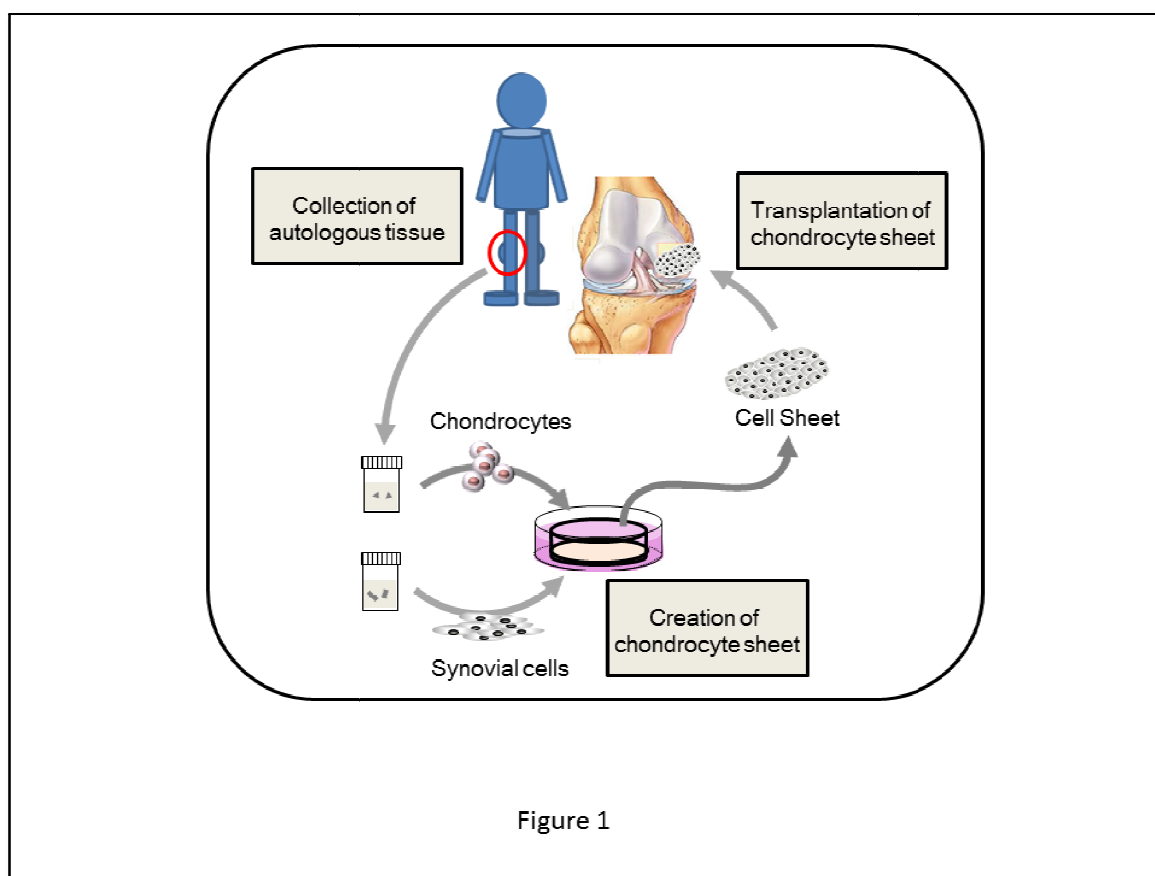 Collection of
autologous tissue
Transplantation of
chondrocyte sheet
Chondrocytes
Cell Sheet
Creation of
chondrocyte sheet
Synovial cells
Figure 1